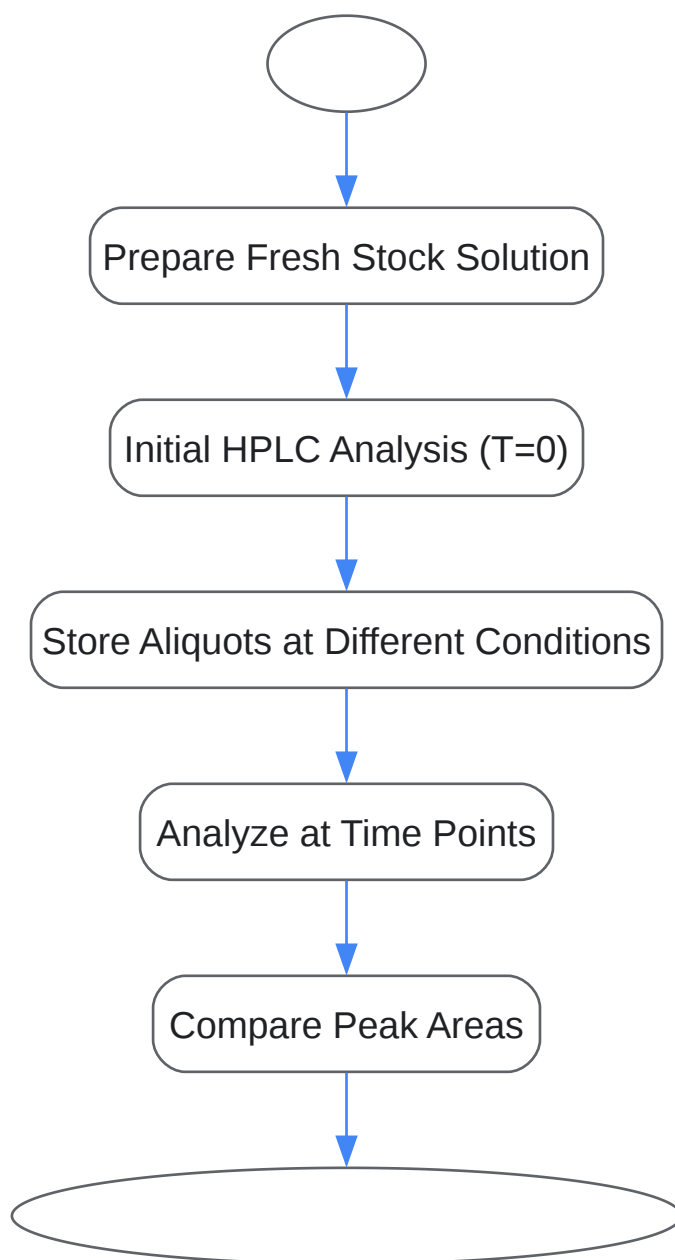 Prepare Fresh Stock Solution
Initial HPLC Analysis (T=0)
Store Aliquots at Different Conditions
Analyze at Time Points
Compare Peak Areas